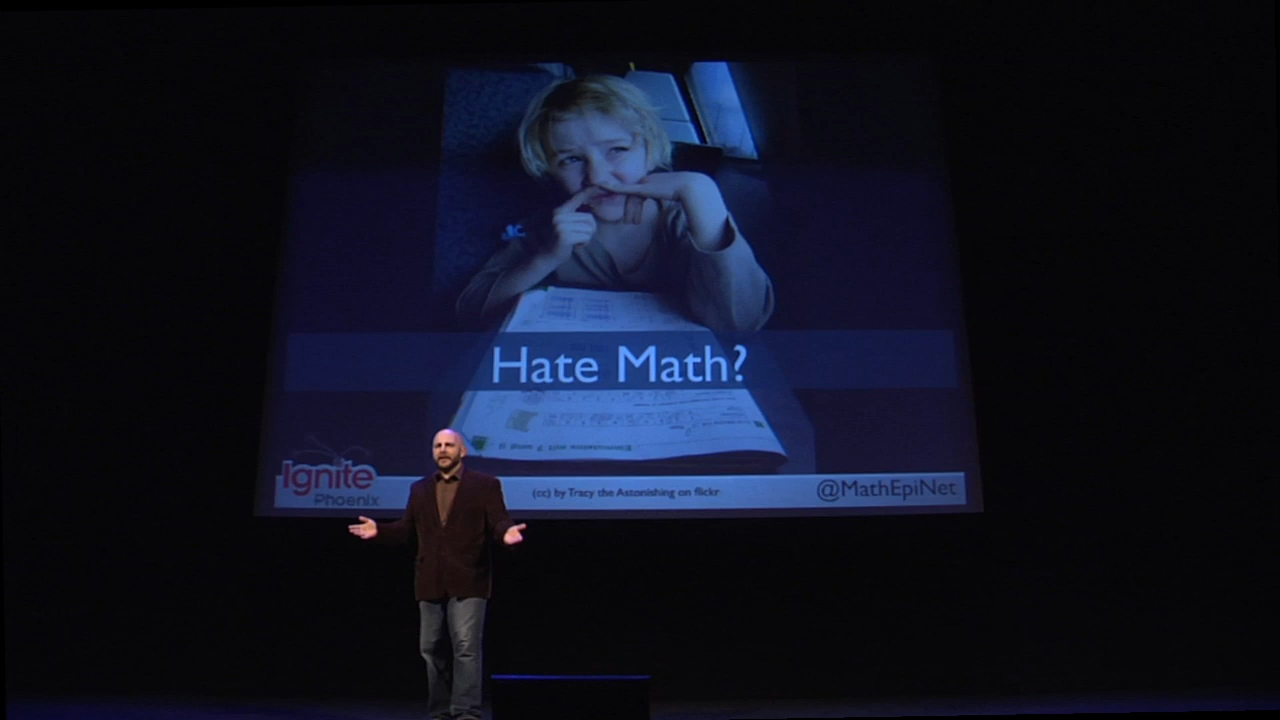 Hate Math?
Ignite
Phoenix
(cc) by Tracy the Astonishing on flickr
@MathEpiNet